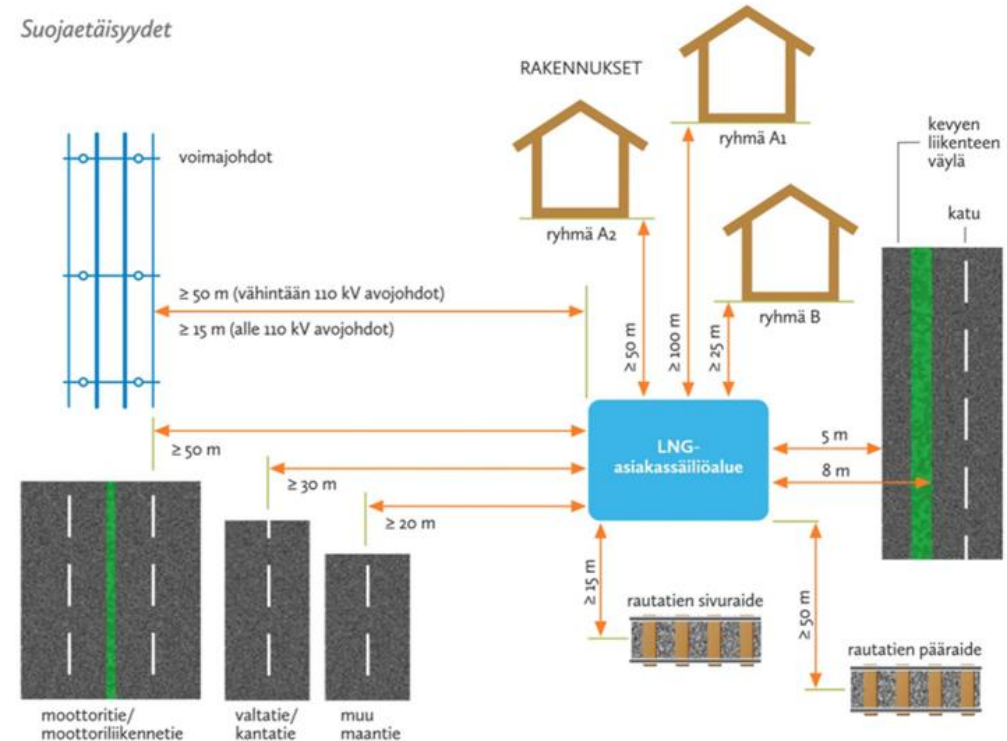 Suojaetäisyydet
RAKENNUKSET
voimajohdot
ryhmä A1
ryhmä A2
ryhmä B
kevyen
liikenteen
väylä
katu
≥ 50 m (vähintään 110 kV avojohdot)
≥ 15 m (alle 110 kV avojohdot)
≥ 50 m
≥ 100 m
≥ 25 m
≥ 50 m
≥ 30 m
≥ 20 m
LNG-
asiakassäiliöalue
5 m
8 m
≥ 15 m
≥ 50 m
rautatien sivuraide
rautatien pääraide
moottoritie/
moottoriliikennetie
valtatie/
kantatie
muu
maantie